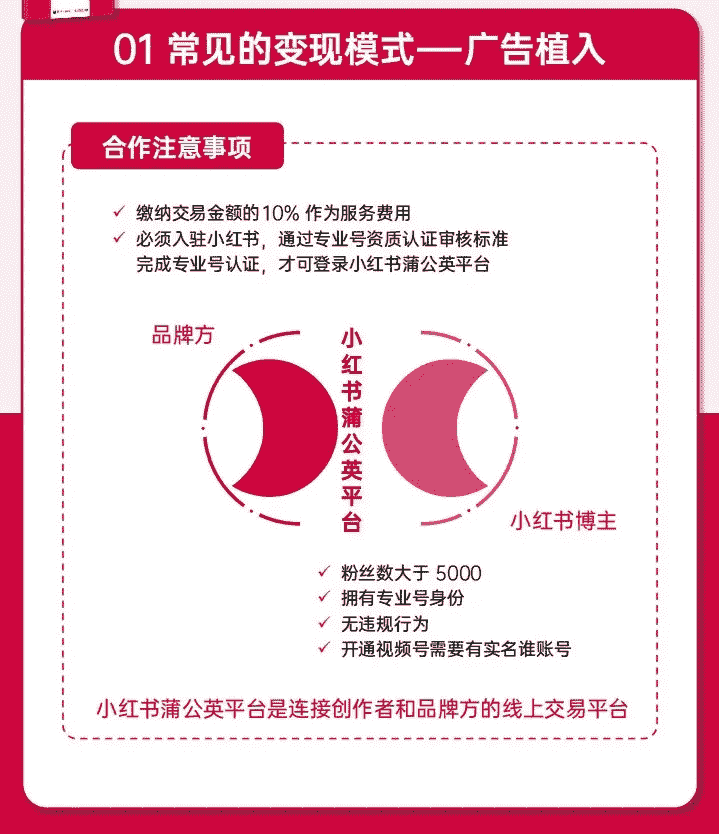 01 常见的变现模式——广告植入
合作注意事项
缴纳交易金额的10% 作为服务费用
必须入驻小红书，通过专业号资质认证审核标准
完成专业号认证，才可登录小红书蒲公英平台
品牌方
小红书蒲公英平台
小红书博主
粉丝数大于 5000
拥有专业号身份
无违规行为
开通视频号需要有实名谁账号
小红书蒲公英平台是连接创作者和品牌方的线上交易平台